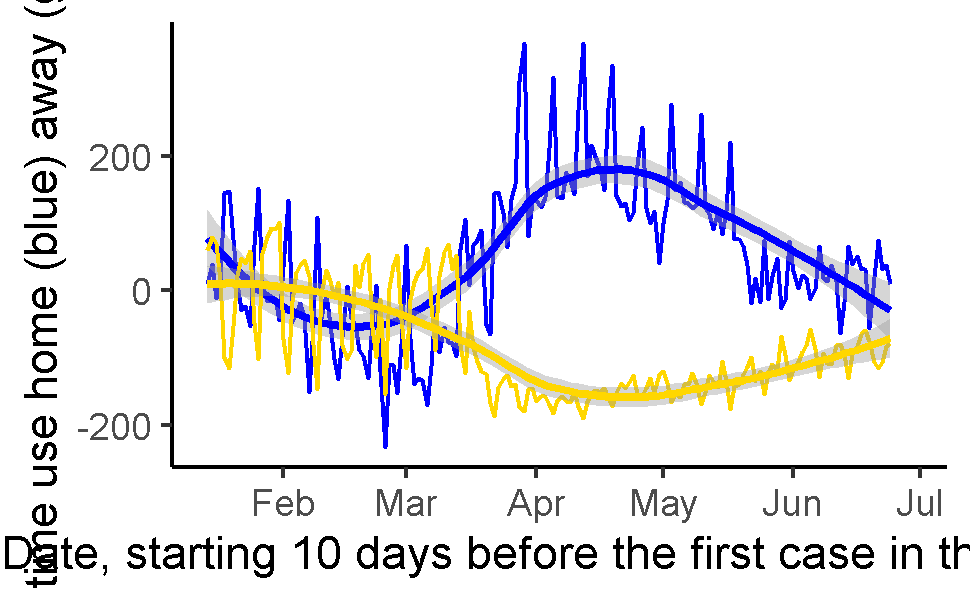 time use home (blue) away (
200
0
-200
Feb Mar Apr May Jun Jul
Date, starting 10 days before the first case in th